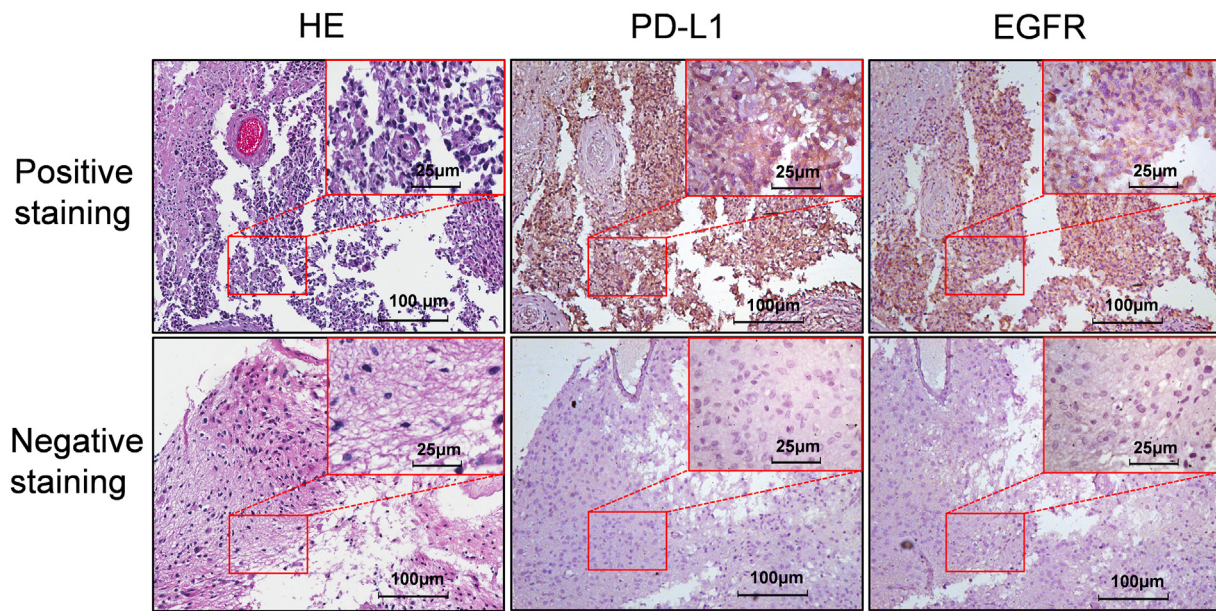 HE
PD-L1
EGFR
Positive
staining
25μm
100 μm
25μm
100μm
25μm
100μm
Negative
staining
25μm
100μm
25μm
100μm
25μm
100μm